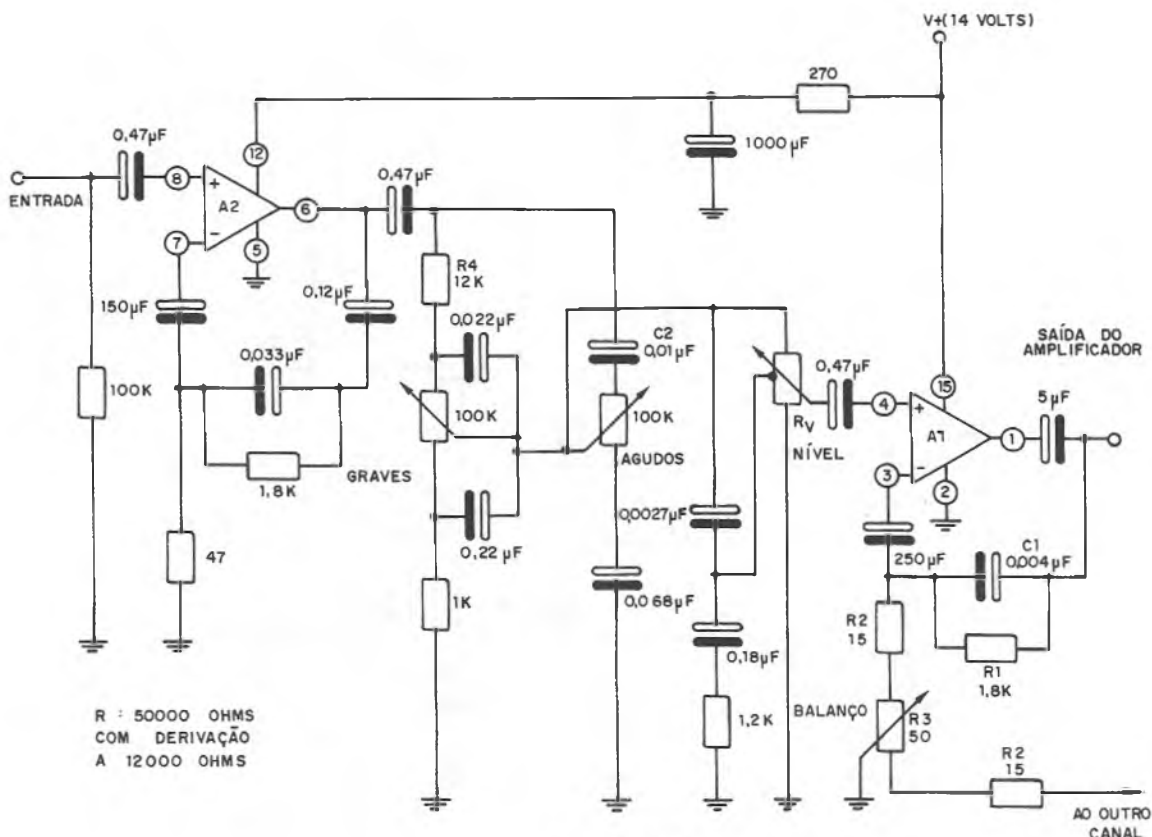 V+(14 VOLTS)
270
1000µF
0,47µF
12
ENTRADA
8
+
A2
6
7
-
5
0,47µF
150µF
0,12µF
R4
12K
0,022µF
C2
0,01µF
0,033µF
100K
1,8K
GRAVES
100K
100K
AGUDOS
RV
NÍVEL
0,47µF
4
+
A1
15
1
3
-
2
SAÍDA DO
AMPLIFICADOR
5µF
47
0,22µF
0,0027µF
250µF
C1
0,004µF
1K
0,068µF
R2
15
R1
1,8K
0,18µF
1,2K
BALANÇO
R3
50
R2
15
AO OUTRO
CANAL
R : 50000 OHMS
COM DERIVAÇÃO
A 12000 OHMS